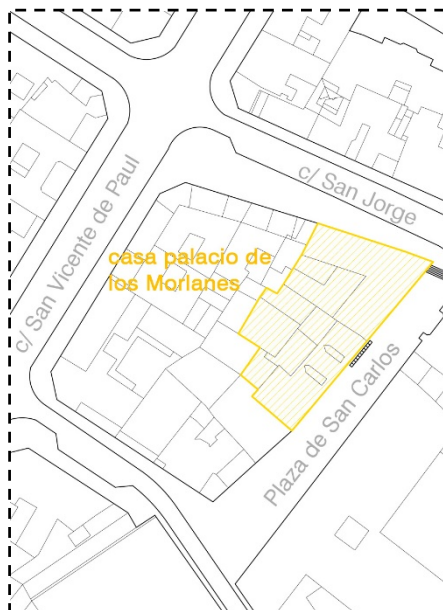 c/ San Vicente de Paul
c/ San Jorge
casa palacio de
los Morlanes
Plaza de San Carlos